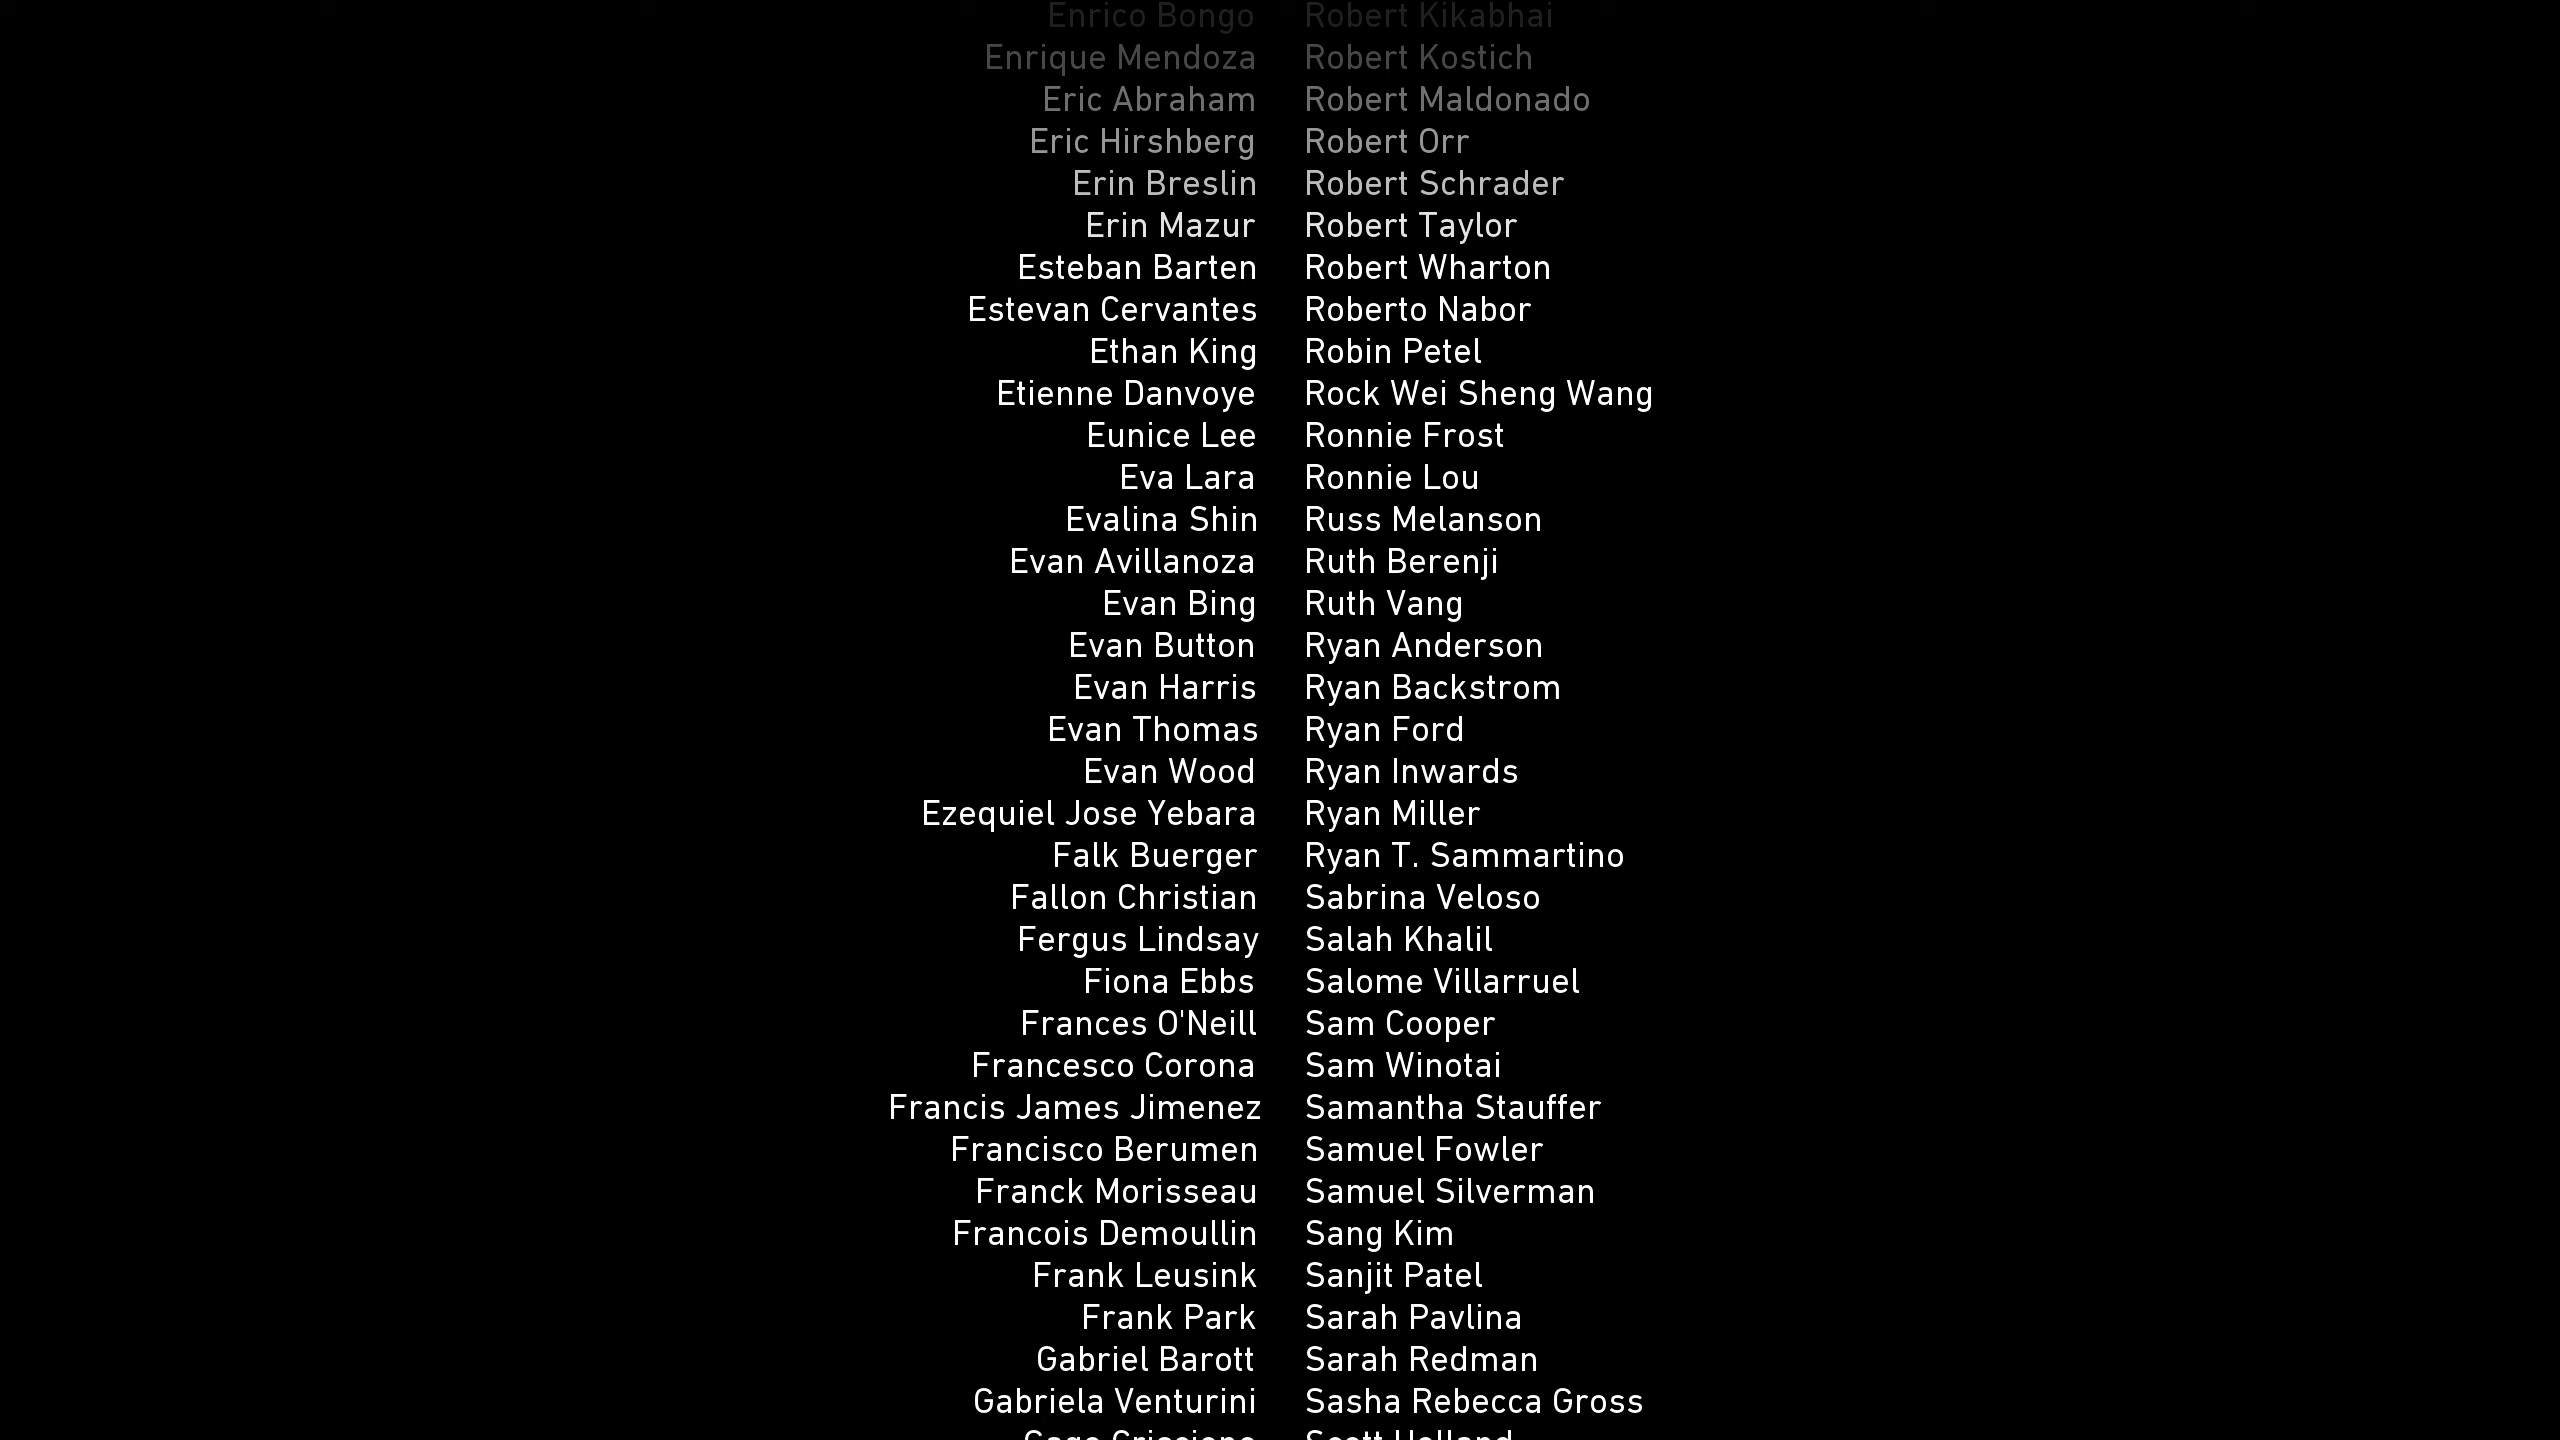 Enrico Bongo Robert Kikabhai
Enrique Mendoza Robert Kostich
Eric Abraham Robert Maldonado
Eric Hirshberg Robert Orr
Erin Breslin Robert Schrader
Erin Mazur Robert Taylor
Esteban Barten Robert Wharton
Estevan Cervantes Roberto Nabor
Ethan King Robin Petel
Etienne Danvoye Rock Wei Sheng Wang
Eunice Lee Ronnie Frost
Eva Lara Ronnie Lou
Evalina Shin Russ Melanson
Evan Avillanoza Ruth Berenji
Evan Bing Ruth Vang
Evan Button Ryan Anderson
Evan Harris Ryan Backstrom
Evan Thomas Ryan Ford
Evan Wood Ryan Inwards
Ezequiel Jose Yebara Ryan Miller
Falk Buerger Ryan T. Sammartino
Fallon Christian Sabrina Veloso
Fergus Lindsay Salah Khalil
Fiona Ebbs Salome Villarruel
Frances O'Neill Sam Cooper
Francesco Corona Sam Winotai
Francis James Jimenez Samantha Stauffer
Francisco Berumen Samuel Fowler
Franck Morisseau Samuel Silverman
Francois Demoullin Sang Kim
Frank Leusink Sanjit Patel
Frank Park Sarah Pavlina
Gabriel Barott Sarah Redman
Gabriela Venturini Sasha Rebecca Gross
Scott Holland